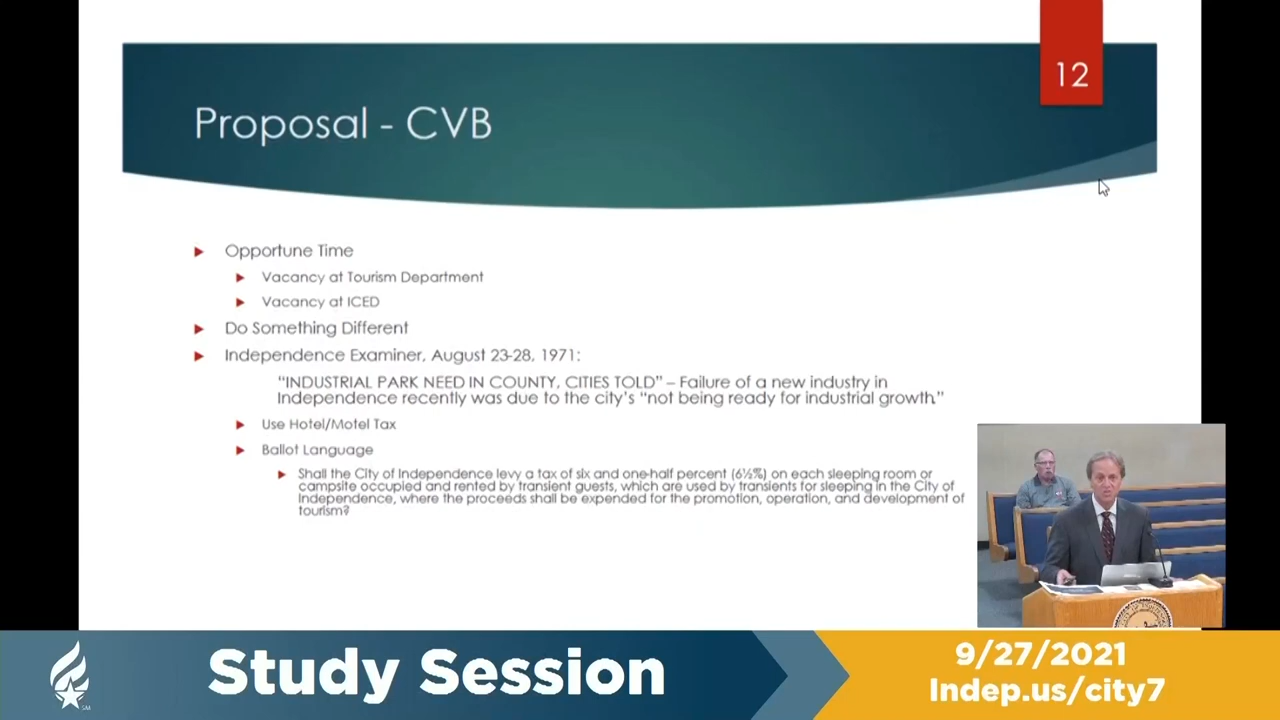 12
Proposal - CVB
Opportune Time
Vacancy at Tourism Department
Vacancy at ICED
Do Something Different
Independence Examiner, August 23-28, 1971:
“INDUSTRIAL PARK NEED IN COUNTY, CITIES TOLD” – Failure of a new industry in
Independence recently was due to the city’s “not being ready for industrial growth.”
Use Hotel/Motel Tax
Ballot Language
Shall the City of Independence levy a tax of six and one-half percent (6½%) on each sleeping room or
campsite occupied and rented by transient guests, which are used by transients for sleeping in the City of
Independence, where the proceeds shall be expended for the promotion, operation, and development of
tourism?
Study Session
9/27/2021
Indep.us/city7